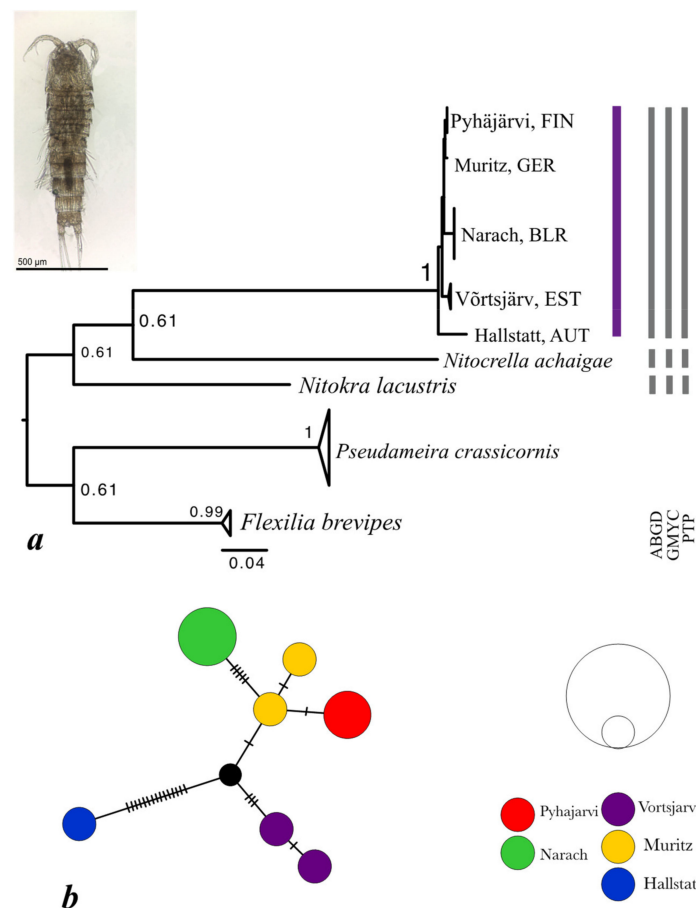 500 µm
Pyhäjärvi, FIN
Muritz, GER
Narach, BLR
1
Võrtsjärv, EST
Hallstatt, AUT
0.61
0.61
Nitocrella achaigae
Nitokra lacustris
1
Pseudameira crassicornis
0.61
0.99
Flexilia brevipes
0.04
a
ABGD
GMYC
PTP
Pyhajarvi
Vortsjarv
Narach
Muritz
Hallstat
b